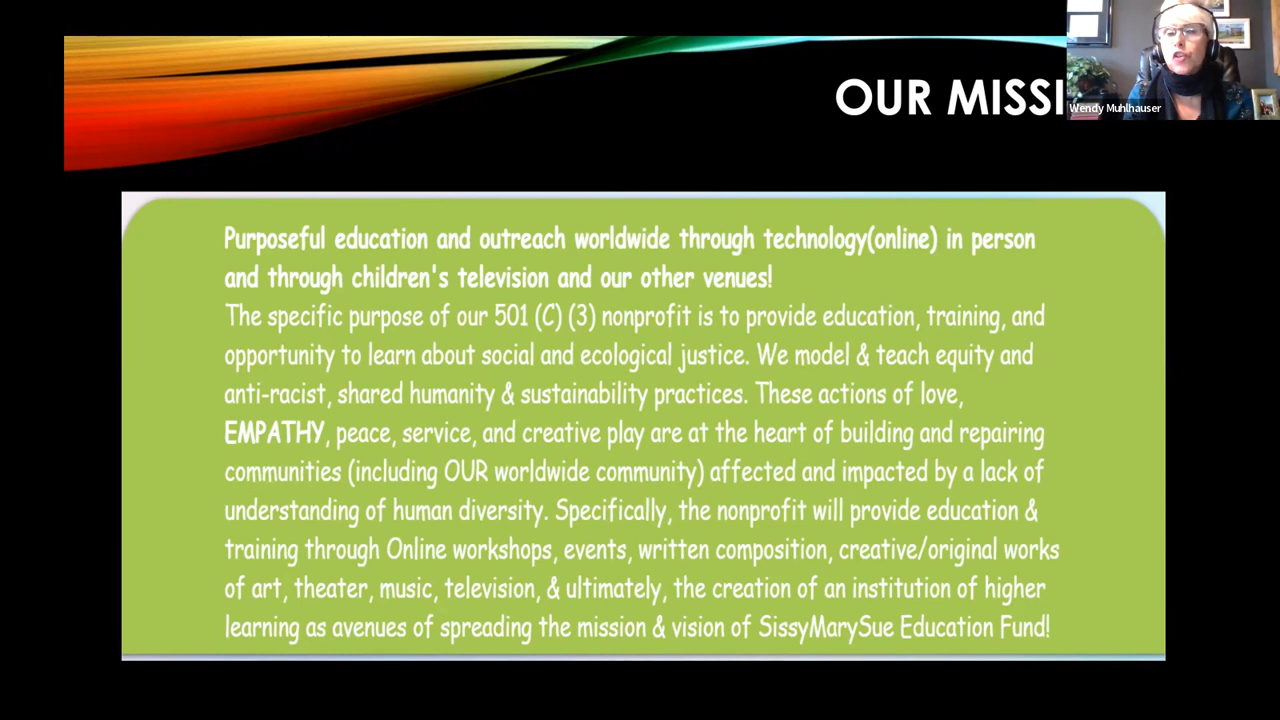 OUR MISSI
Wendy Muhlhauser
Purposeful education and outreach worldwide through technology(online) in person
and through children's television and our other venues!
The specific purpose of our 501 (C) (3) nonprofit is to provide education, training, and
opportunity to learn about social and ecological justice. We model & teach equity and
anti-racist, shared humanity & sustainability practices. These actions of love,
EMPATHY, peace, service, and creative play are at the heart of building and repairing
communities (including OUR worldwide community) affected and impacted by a lack of
understanding of human diversity. Specifically, the nonprofit will provide education &
training through Online workshops, events, written composition, creative/original works
of art, theater, music, television, & ultimately, the creation of an institution of higher
learning as avenues of spreading the mission & vision of SissyMarySue Education Fund!